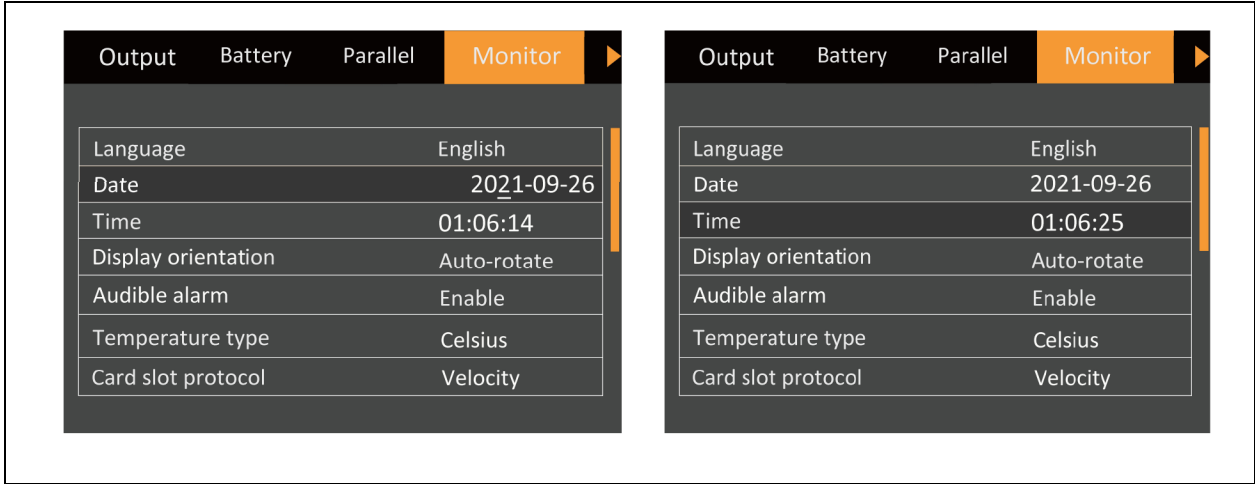 Output Battery Parallel Monitor
Language English
Date 2021-09-26
Time 01:06:14
Display orientation Auto-rotate
Audible alarm Enable
Temperature type Celsius
Card slot protocol Velocity
Output Battery Parallel Monitor
Language English
Date 2021-09-26
Time 01:06:25
Display orientation Auto-rotate
Audible alarm Enable
Temperature type Celsius
Card slot protocol Velocity